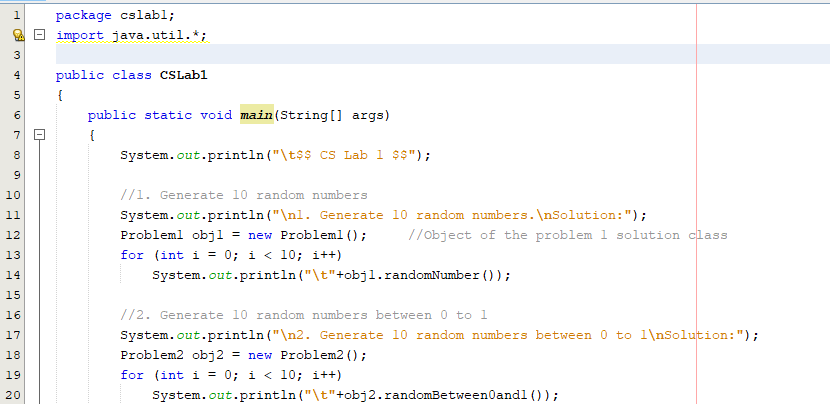 1 package cslab1;
import java.util.*;
3
4 public class CSLab1
5 {
6 public static void main(String[] args)
7 {
8 System.out.println("\t$$ CS Lab 1 $$");
9
10 //1. Generate 10 random numbers
11 System.out.println("\n1. Generate 10 random numbers.\nSolution:");
12 Problem1 obj1 = new Problem1(); //Object of the problem 1 solution class
13 for (int i = 0; i < 10; i++)
14 System.out.println("\t"+obj1.randomNumber());
15
16 //2. Generate 10 random numbers between 0 to 1
17 System.out.println("\n2. Generate 10 random numbers between 0 to 1\nSolution:");
18 Problem2 obj2 = new Problem2();
19 for (int i = 0; i < 10; i++)
20 System.out.println("\t"+obj2.randomBetween0and1());